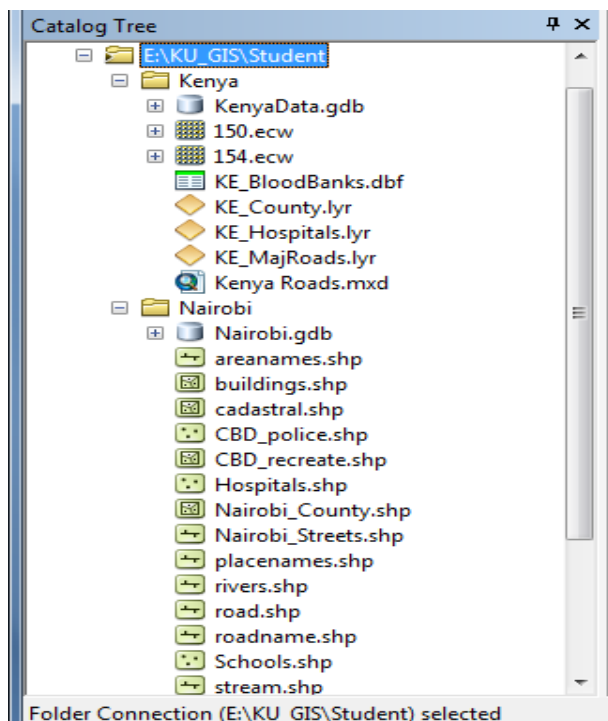 Catalog Tree
E:\KU_GIS\Student
Kenya
KenyaData.gdb
150.ecw
154.ecw
KE_BloodBanks.dbf
KE_County.lyr
KE_Hospitals.lyr
KE_MajRoads.lyr
Kenya Roads.mxd
Nairobi
Nairobi.gdb
areanames.shp
buildings.shp
cadastral.shp
CBD_police.shp
CBD_recreate.shp
Hospitals.shp
Nairobi_County.shp
Nairobi_Streets.shp
placenames.shp
rivers.shp
road.shp
roadname.shp
Schools.shp
stream.shp
Folder Connection (E:\KU_GIS\Student) selected